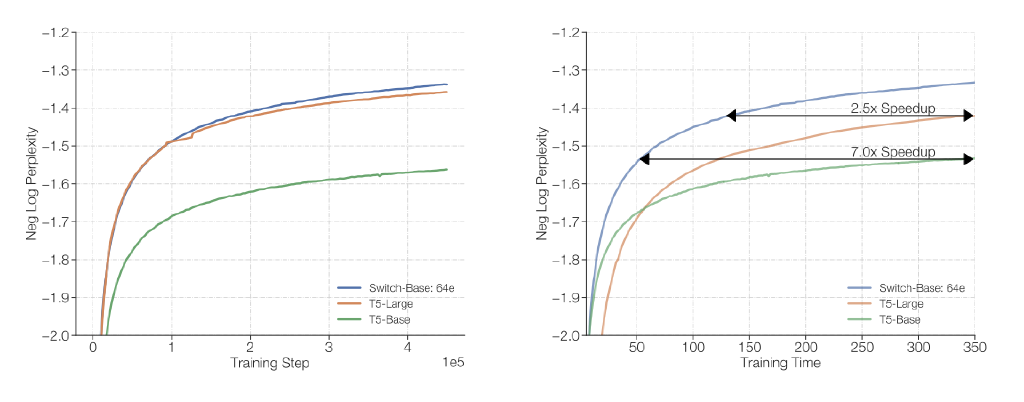 −1.2
−1.3
−1.4
−1.5
−1.6
−1.7
−1.8
−1.9
−2.0
Neg Log Perplexity
0
1
2
3
4
1e5
Training Step
Switch-Base: 64e
T5-Large
T5-Base
−1.2
−1.3
−1.4
−1.5
−1.6
−1.7
−1.8
−1.9
−2.0
Neg Log Perplexity
2.5x Speedup
7.0x Speedup
Switch-Base: 64e
T5-Large
T5-Base
50
100
150
200
250
300
350
Training Time